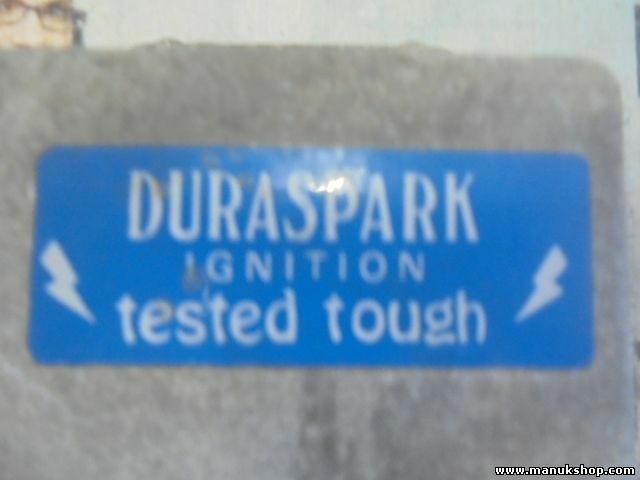 DURASPARK
IGNITION
tested tough
www.manukshop.com